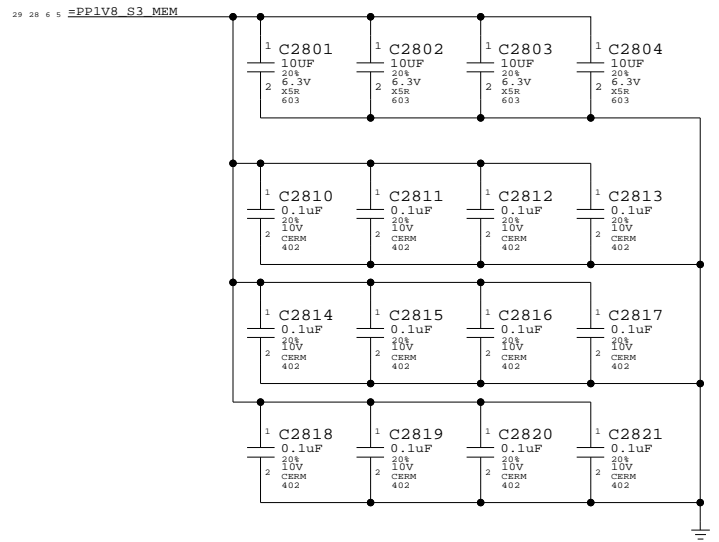 29 28 6 5 =PP1V8_S3_MEM
1 C2801 1 C2802 1 C2803 1 C2804
10UF 10UF 10UF 10UF
20% 20% 20% 20%
6.3V 6.3V 6.3V 6.3V
2 X5R 2 X5R 2 X5R 2 X5R
603 603 603 603
1 C2810 1 C2811 1 C2812 1 C2813
0.1uF 0.1uF 0.1uF 0.1uF
20% 20% 20% 20%
10V 10V 10V 10V
2 CERM 2 CERM 2 CERM 2 CERM
402 402 402 402
1 C2814 1 C2815 1 C2816 1 C2817
0.1uF 0.1uF 0.1uF 0.1uF
20% 20% 20% 20%
10V 10V 10V 10V
2 CERM 2 CERM 2 CERM 2 CERM
402 402 402 402
1 C2818 1 C2819 1 C2820 1 C2821
0.1uF 0.1uF 0.1uF 0.1uF
20% 20% 20% 20%
10V 10V 10V 10V
2 CERM 2 CERM 2 CERM 2 CERM
402 402 402 402